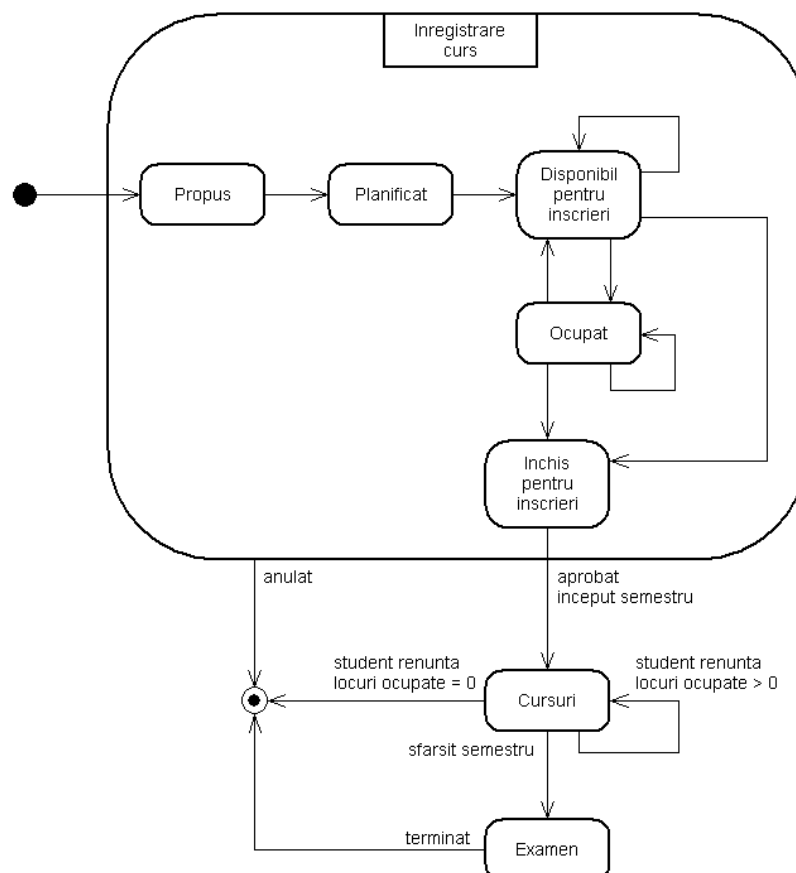 Inregistrare
curs
Propus
Planificat
Disponibil
pentru
inscrieri
Ocupat
Inchis
pentru
inscrieri
anulat
aprobat
inceput semestru
student renunta
locuri ocupate = 0
Cursuri
student renunta
locuri ocupate > 0
sfarsit semestru
terminat
Examen